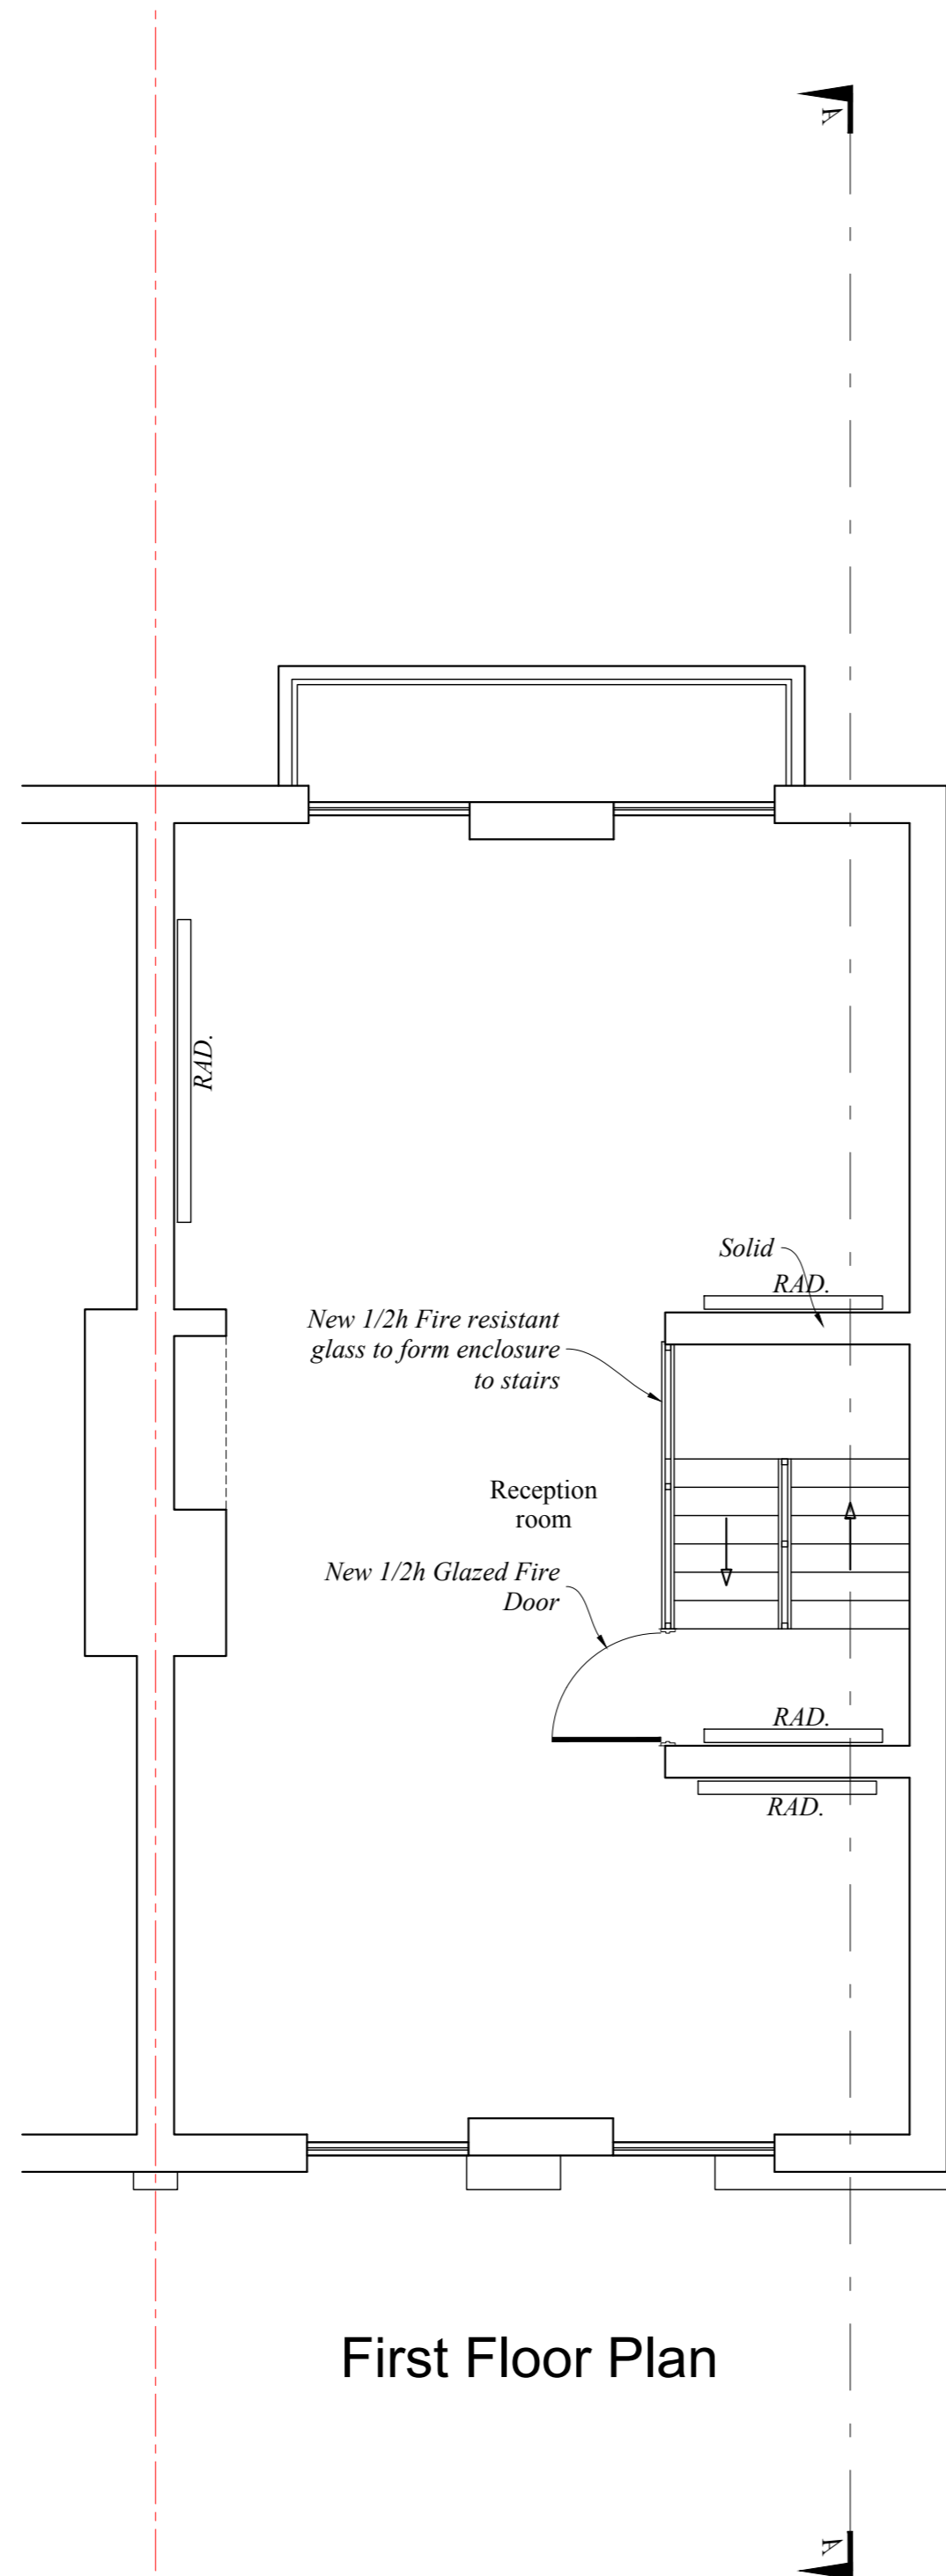 A
RAD.
Solid
RAD.
New 1/2h Fire resistant
glass to form enclosure
to stairs
Reception
room
New 1/2h Glazed Fire
Door
RAD.
RAD.
First Floor Plan
A